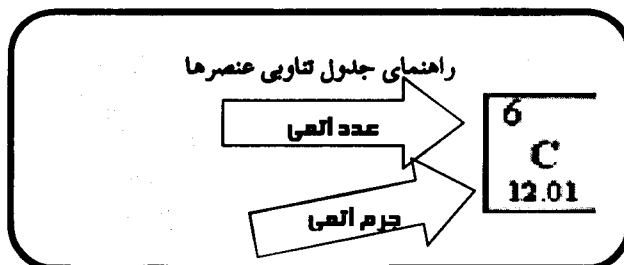 راهنمای جدول تناوبی عنصرها
عدد اتمی
6
C
12.01
جرم اتمی